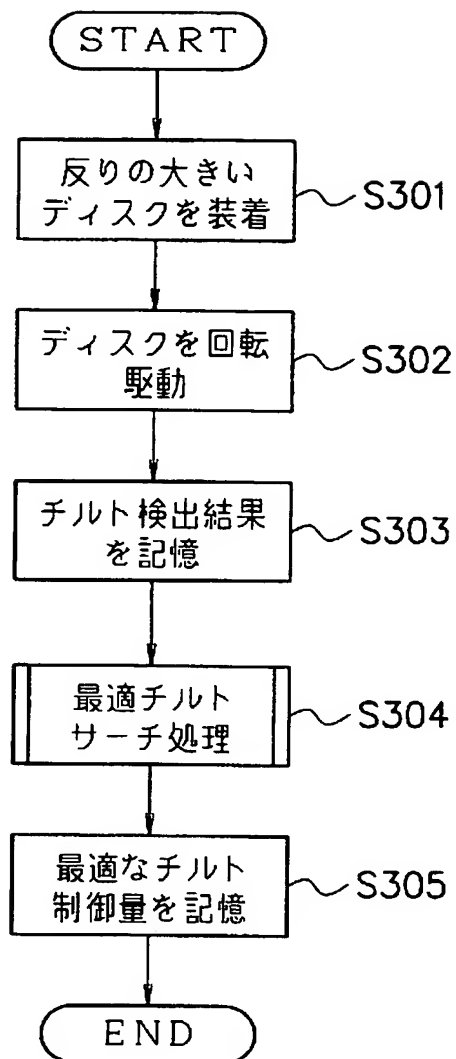 START
反りの大きい
ディスクを装着
S301
ディスクを回転
駆動
S302
チルト検出結果
を記憶
S303
最適チルト
サーチ処理
S304
最適なチルト
制御量を記憶
S305
END